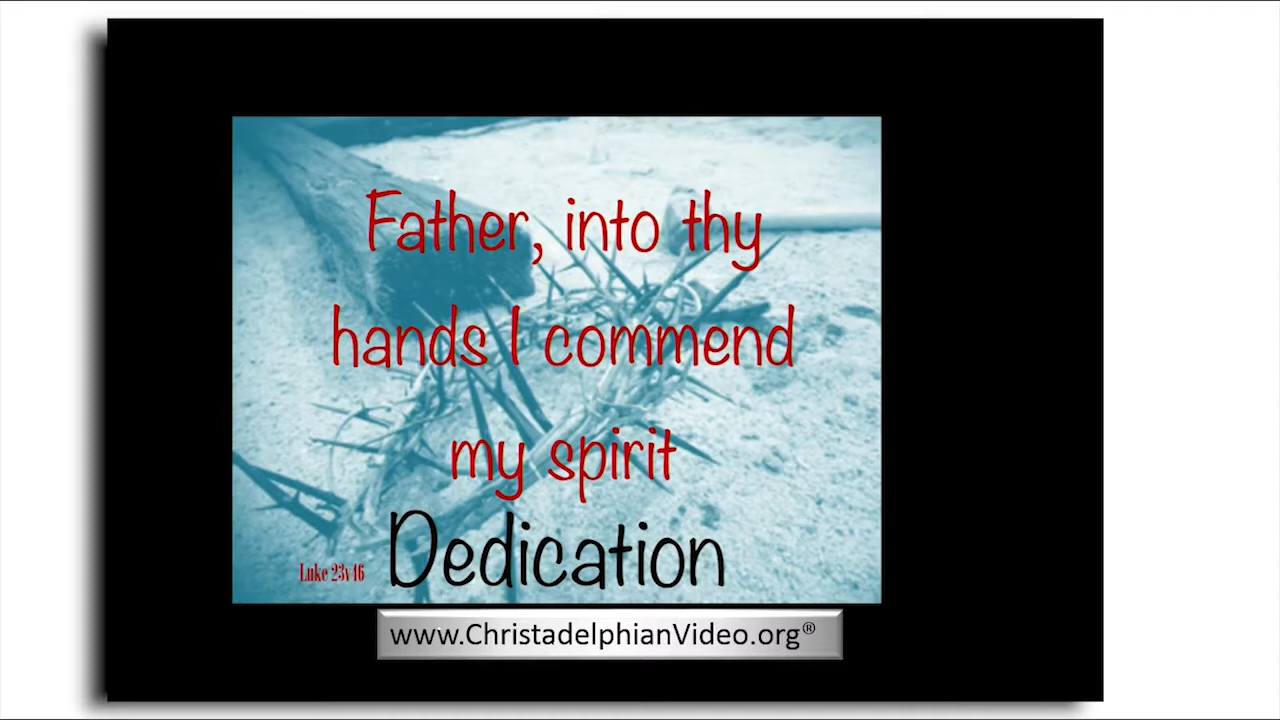 Father, into thy
hands I commend
my spirit
Dedication
Luke 23v46
www.ChristadelphianVideo.org®